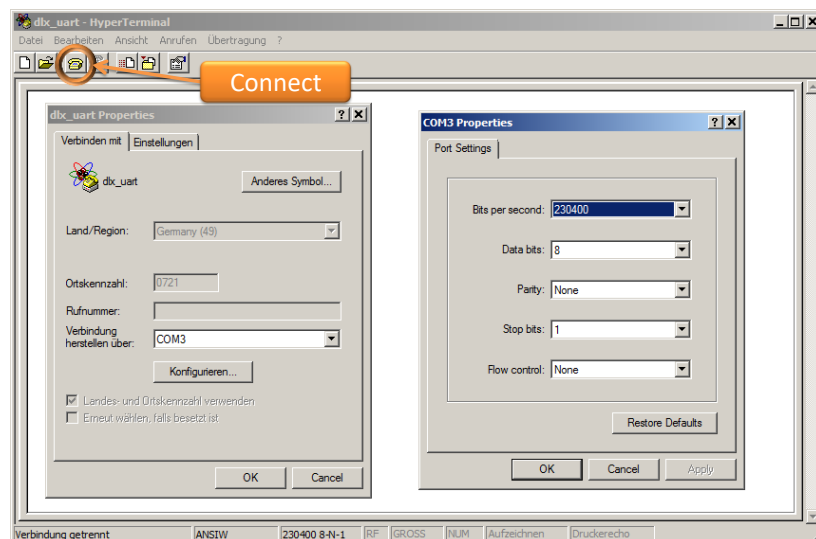 dlx_uart - HyperTerminal
Datei Bearbeiten Ansicht Anrufen Übertragung ?
Connect
dlx_uart Properties
Verbinden mit Einstellungen
dlx_uart
Anderes Symbol...
Land/Region: Germany (49)
Ortskennzahl: 0721
Rufnummer:
Verbindung
herstellen über: COM3
Konfigurieren...
Landes- und Ortskennzahl verwenden
Erneut wählen, falls besetzt ist
OK Cancel
COM3 Properties
Port Settings
Bits per second: 230400
Data bits: 8
Parity: None
Stop bits: 1
Flow control: None
Restore Defaults
OK Cancel Apply
Verbindung getrennt ANSIW 230400 8-N-1 RF GROSS NUM Aufzeichnen Druckerecho